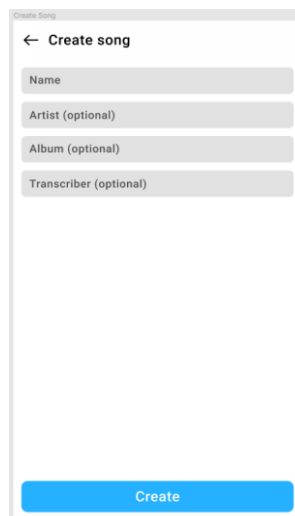 Create Song
Create song
Name
Artist (optional)
Album (optional)
Transcriber (optional)
Create